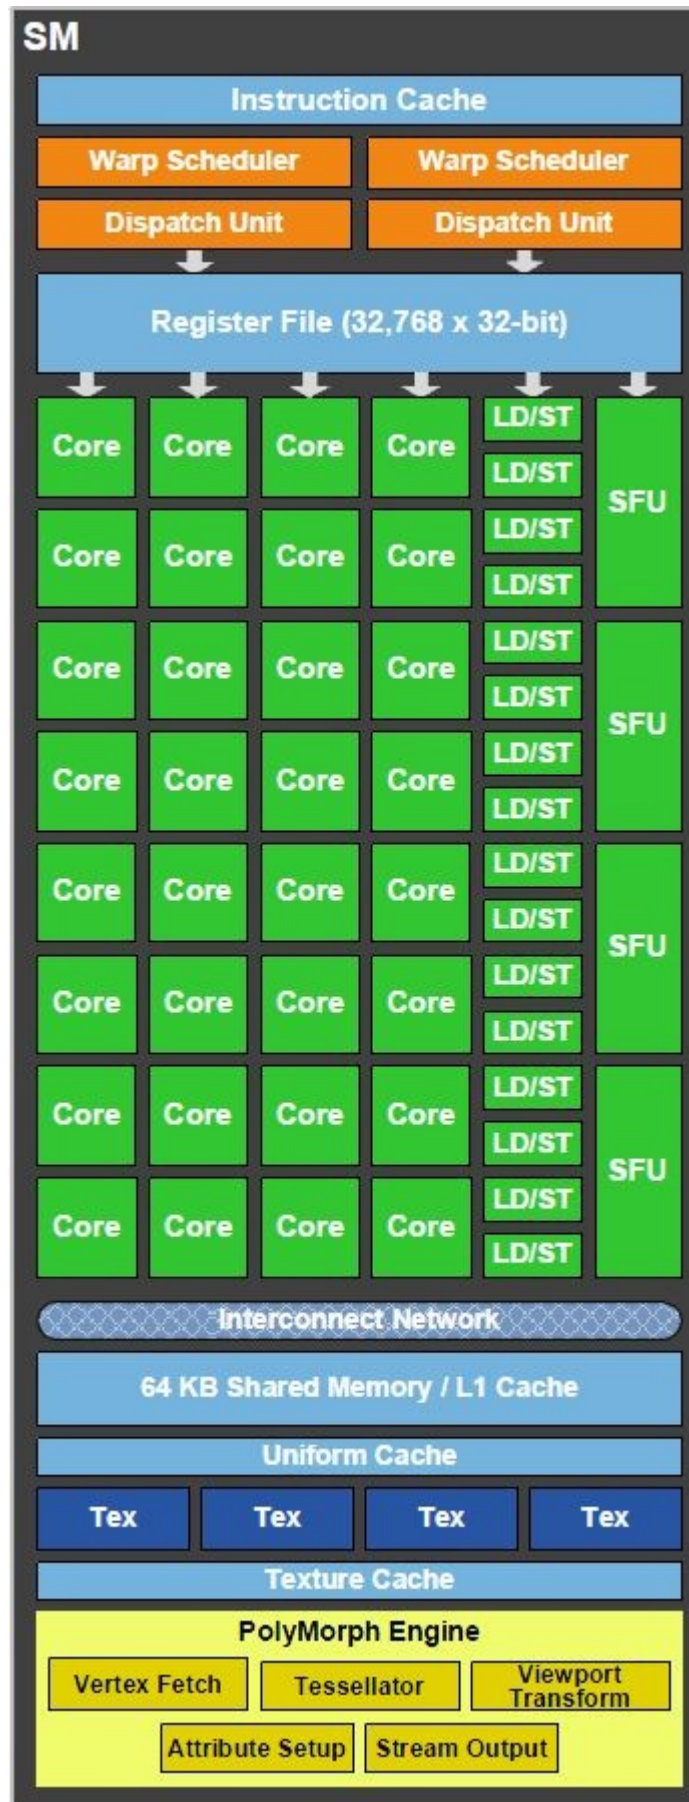 SM
Instruction Cache
Warp Scheduler Warp Scheduler
Dispatch Unit Dispatch Unit
Register File (32,768 x 32-bit)
LD/ST
Core Core Core Core
LD/ST
SFU
LD/ST
Core Core Core Core
LD/ST
LD/ST
Core Core Core Core
LD/ST
SFU
LD/ST
Core Core Core Core
LD/ST
LD/ST
Core Core Core Core
LD/ST
SFU
LD/ST
Core Core Core Core
LD/ST
LD/ST
Core Core Core Core
LD/ST
SFU
LD/ST
Core Core Core Core
LD/ST
Interconnect Network
64 KB Shared Memory / L1 Cache
Uniform Cache
Tex Tex Tex Tex
Texture Cache
PolyMorph Engine
Vertex Fetch Tessellator Viewport
Transform
Attribute Setup Stream Output